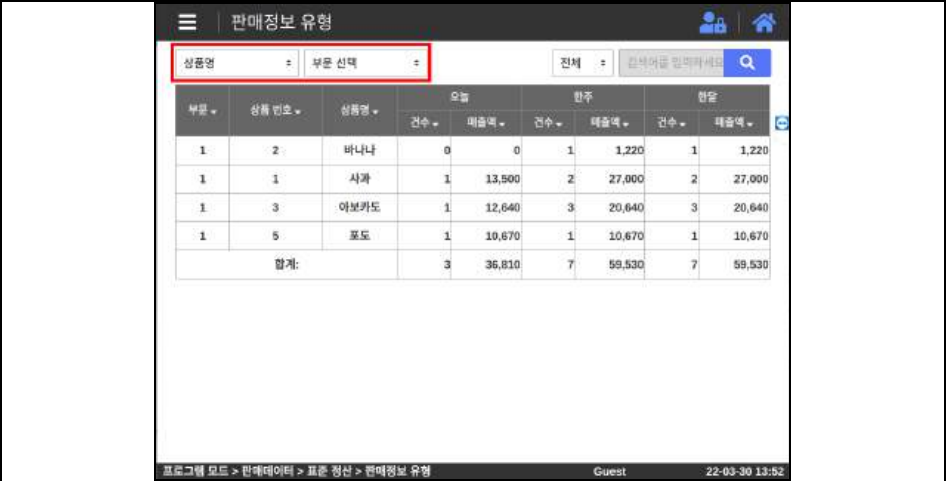 판매정보 유형
상품명 부문 선택 전체 검색어를 입력하세요
부문 상품 번호 상품명 오늘 한주 한달
건수 매출액 건수 매출액 건수 매출액
1 2 바나나 0 0 1 1,220 1 1,220
1 1 사과 1 13,500 2 27,000 2 27,000
1 3 아보카도 1 12,640 3 20,640 3 20,640
1 5 포도 1 10,670 1 10,670 1 10,670
합계: 3 36,810 7 59,530 7 59,530
프로그램 모드 > 판매데이터 > 표준 정산 > 판매정보 유형 Guest 22-03-30 13:52